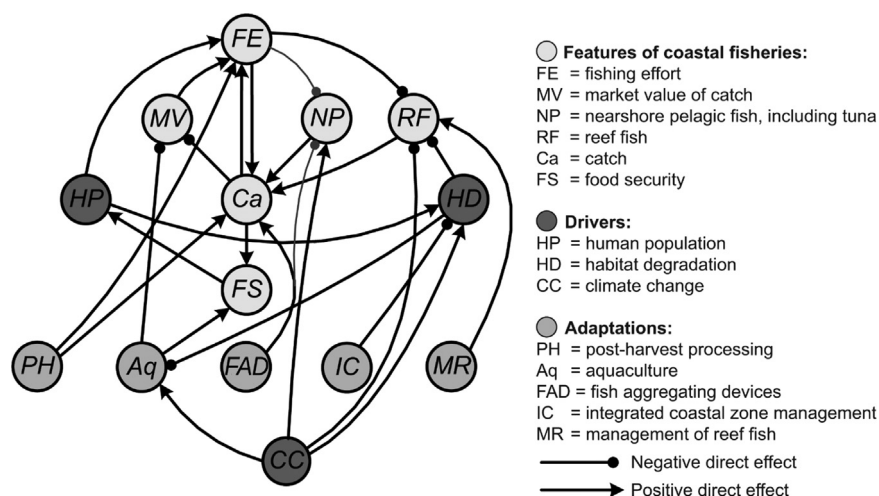 FE
MV
NP
RF
HP
Ca
HD
FS
PH
Aq
FAD
IC
MR
CC
Features of coastal fisheries:
FE = fishing effort
MV = market value of catch
NP = nearshore pelagic fish, including tuna
RF = reef fish
Ca = catch
FS = food security
Drivers:
HP = human population
HD = habitat degradation
CC = climate change
Adaptations:
PH = post-harvest processing
Aq = aquaculture
FAD = fish aggregating devices
IC = integrated coastal zone management
MR = management of reef fish
Negative direct effect
Positive direct effect